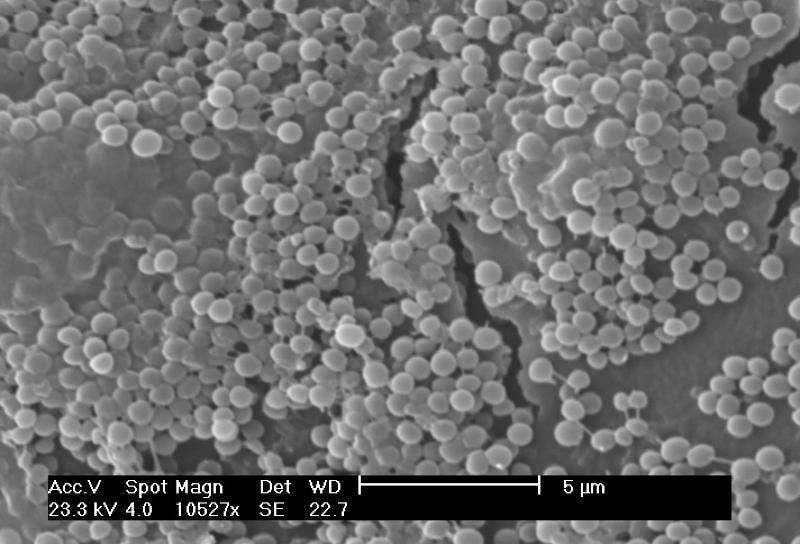 Acc.V Spot Magn Det WD 5 µm
23.3 kV 4.0 10527x SE 22.7